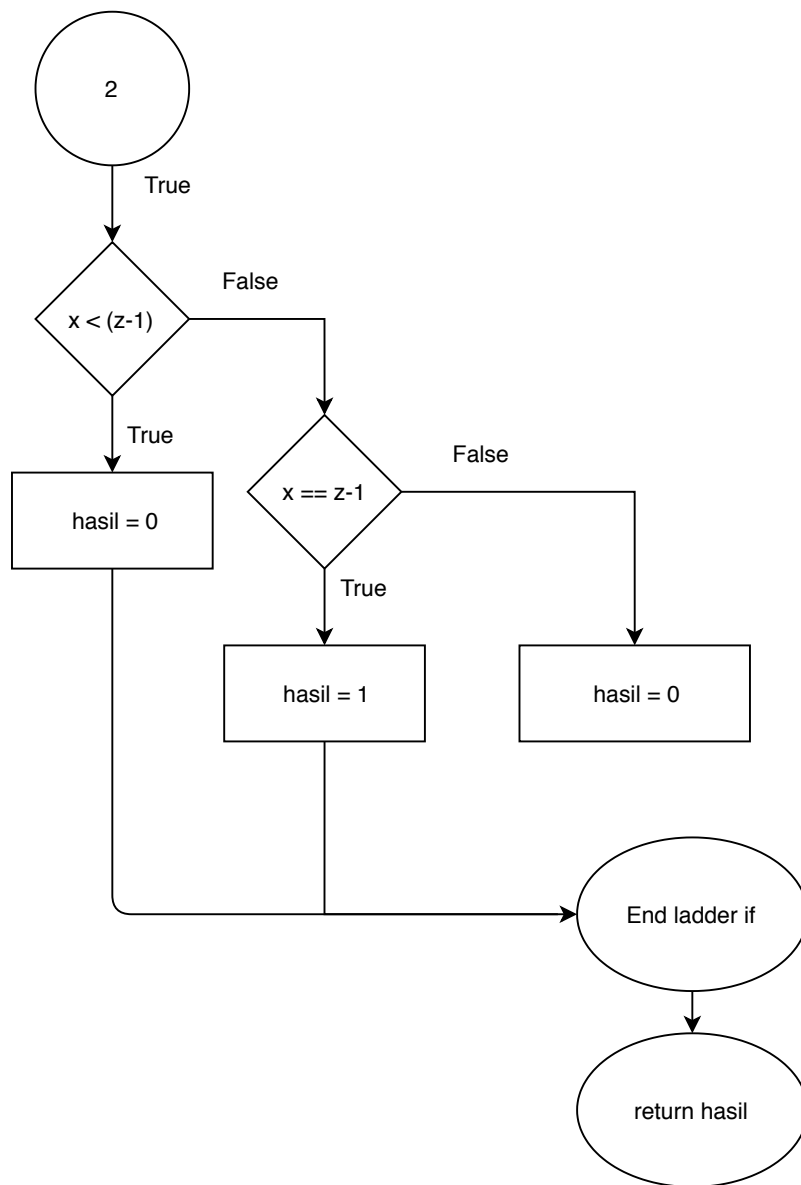 2
True
False
x < (z-1)
True
False
hasil = 0
x == z-1
True
hasil = 1
hasil = 0
End ladder if
return hasil